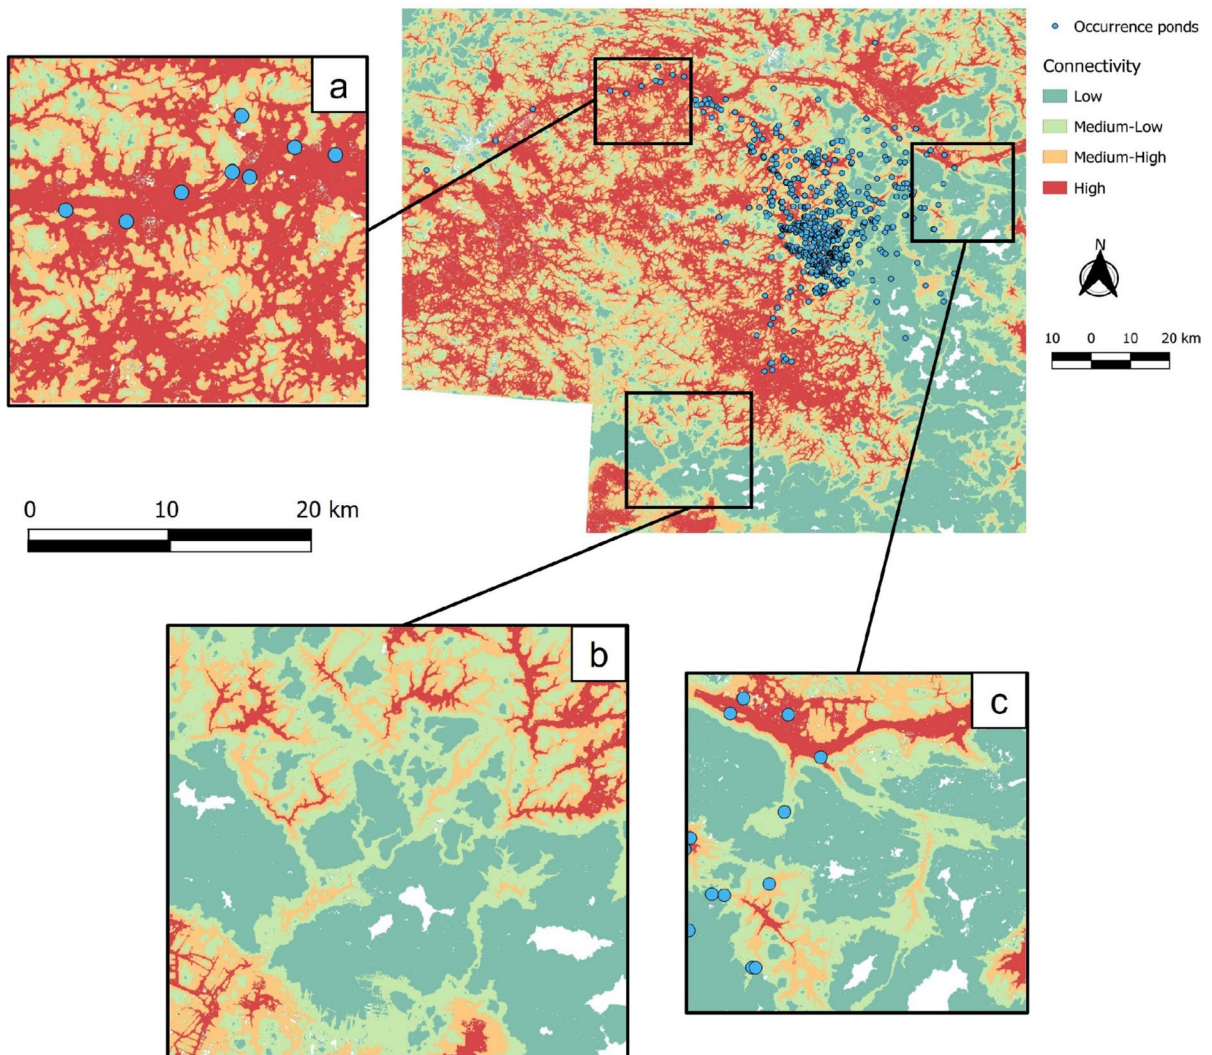 Occurrence ponds
Connectivity
Low
Medium-Low
Medium-High
High
N
10 0 10 20 km
a
0 10 20 km
b
c